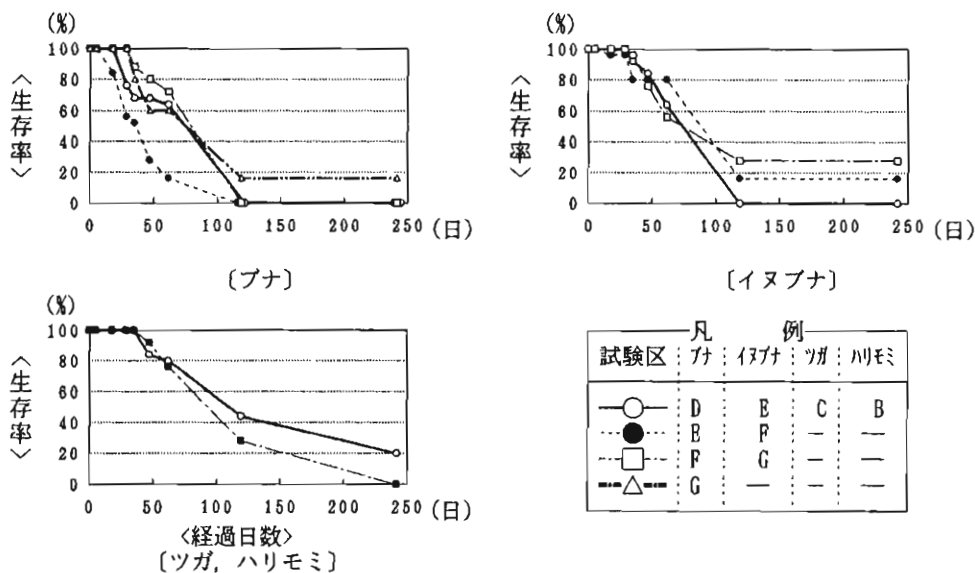 (%)
100
80
60
40
20
0
〈生存率〉
0 50 100 150 200 250 (日)
〔ブナ〕
(%)
100
80
60
40
20
0
〈生存率〉
0 50 100 150 200 250 (日)
〔イヌブナ〕
(%)
100
80
60
40
20
0
〈生存率〉
0 50 100 150 200 250 (日)
〈経過日数〉
〔ツガ, ハリモミ〕
凡 例
試験区 ブナ イヌブナ ツガ ハリモミ
D E C B
E F — —
F G — —
G — — —